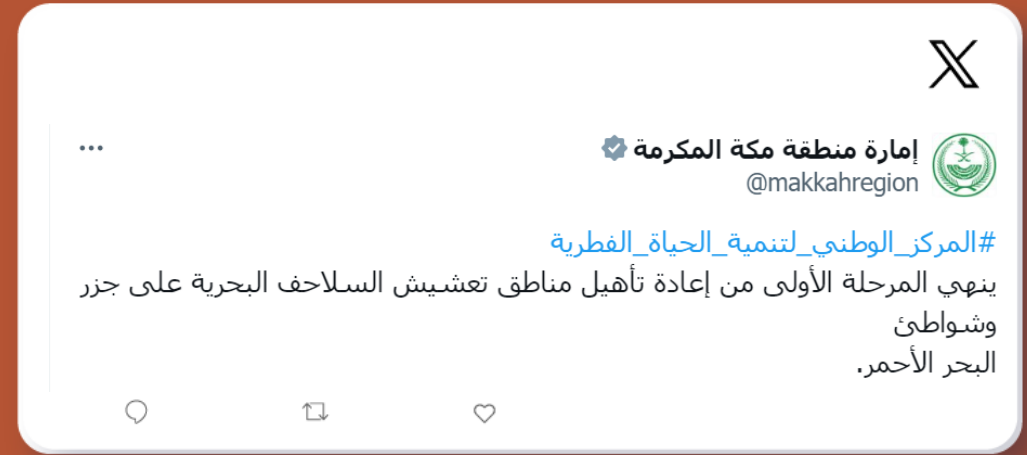 إمارة منطقة مكة المكرمة
@makkahregion
#المركز_الوطني_لتنمية_الحياة_الفطرية
ينهي المرحلة الأولى من إعادة تأهيل مناطق تعشيش السلاحف البحرية على جزر
وشواطئ
البحر الأحمر.